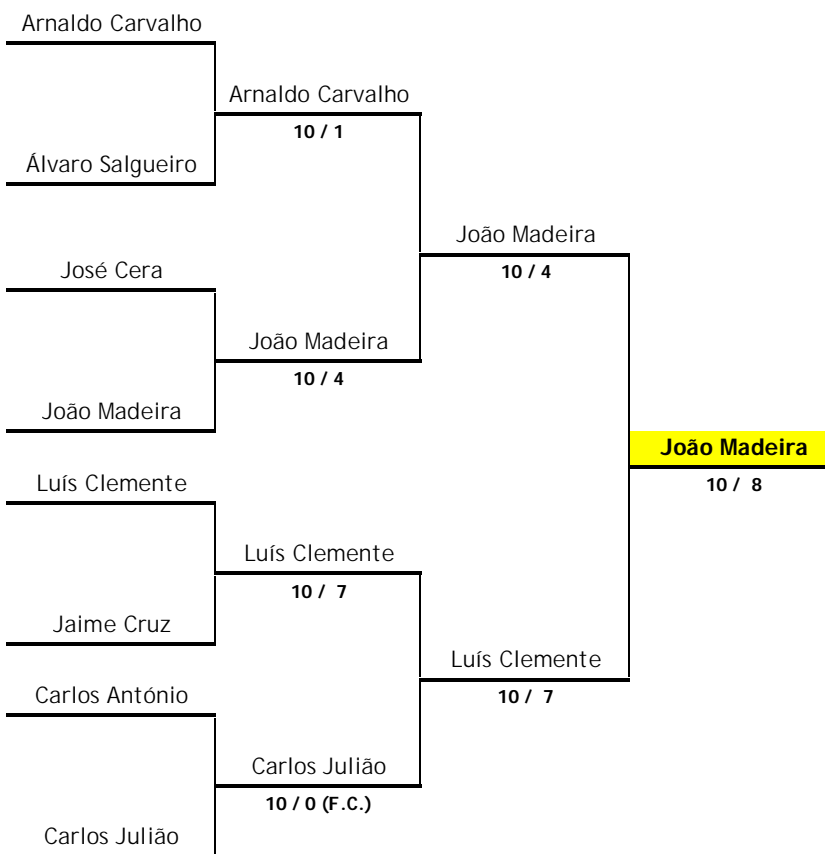 Arnaldo Carvalho
Arnaldo Carvalho
10 / 1
Álvaro Salgueiro
João Madeira
10 / 4
José Cera
João Madeira
10 / 4
João Madeira
João Madeira
10 / 8
Luís Clemente
Luís Clemente
10 / 7
Jaime Cruz
Luís Clemente
10 / 7
Carlos António
Carlos Julião
10 / 0 (F.C.)
Carlos Julião